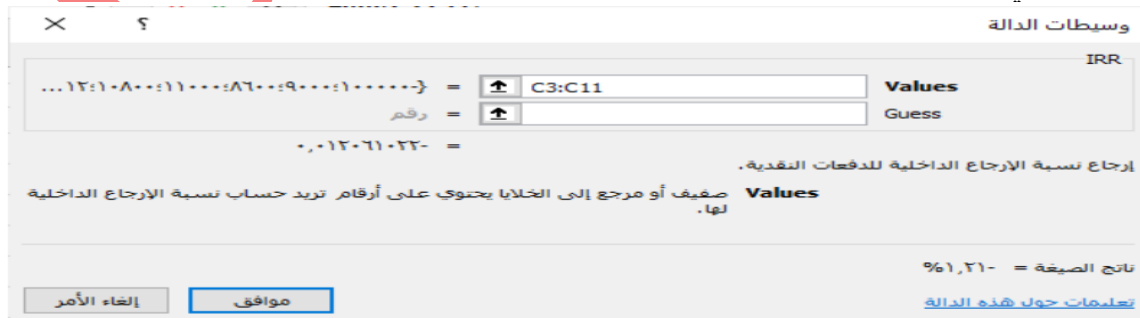 وسيطات الدالة ؟ ×
IRR
Values C3:C11 = {-١٠٠٠٠٠؛٩٠٠٠؛٨٦٠٠؛١١٠٠٠؛١٠٨٠٠؛١٢...
Guess = رقم
= -٠,٠١٢٠٦١٠٢٢
إرجاع نسبة الإرجاع الداخلية للدفعات النقدية.
Values صفيف أو مرجع إلى الخلايا يحتوي على أرقام تريد حساب نسبة الإرجاع الداخلية
لها.
ناتج الصيغة = -١,٢١%
تعليمات حول هذه الدالة موافق إلغاء الأمر